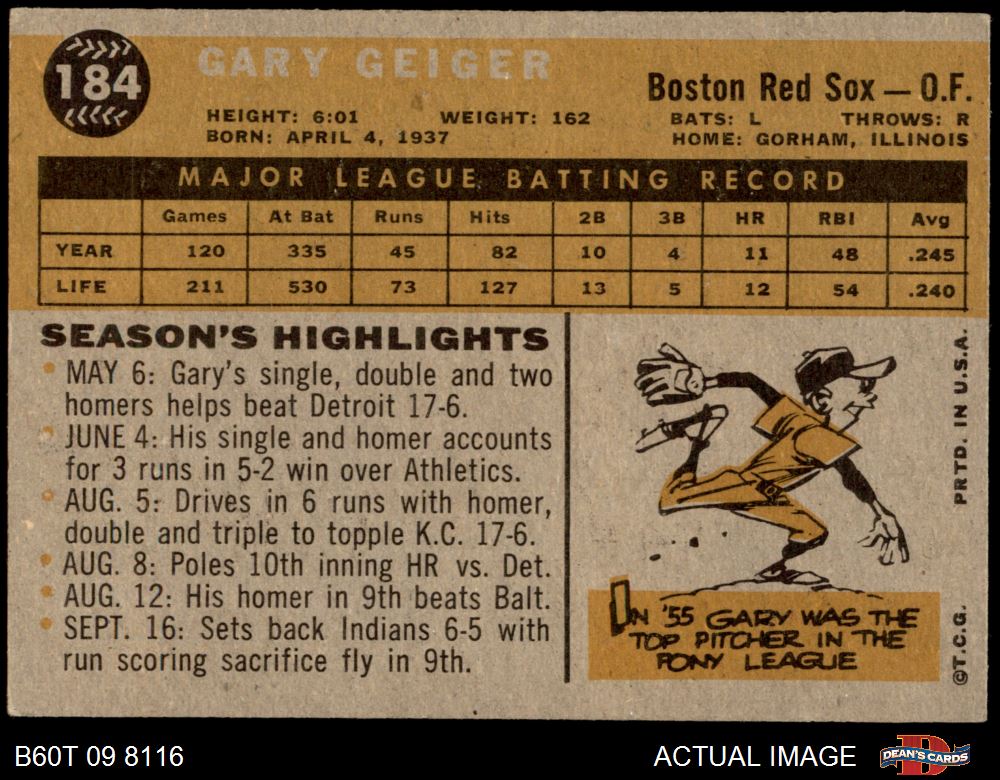 184
GARY GEIGER
Boston Red Sox — O.F.
HEIGHT: 6:01 WEIGHT: 162 BATS: L THROWS: R
BORN: APRIL 4, 1937 HOME: GORHAM, ILLINOIS
MAJOR LEAGUE BATTING RECORD
Games At Bat Runs Hits 2B 3B HR RBI Avg
YEAR 120 335 45 82 10 4 11 48 .245
LIFE 211 530 73 127 13 5 12 54 .240
SEASON'S HIGHLIGHTS
• MAY 6: Gary's single, double and two
homers helps beat Detroit 17-6.
• JUNE 4: His single and homer accounts
for 3 runs in 5-2 win over Athletics.
• AUG. 5: Drives in 6 runs with homer,
double and triple to topple K.C. 17-6.
• AUG. 8: Poles 10th inning HR vs. Det.
• AUG. 12: His homer in 9th beats Balt.
• SEPT. 16: Sets back Indians 6-5 with
run scoring sacrifice fly in 9th.
IN '55 GARY WAS THE
TOP PITCHER IN THE
PONY LEAGUE
©T.C.G. PRTD. IN U.S.A.
B60T 09 8116
ACTUAL IMAGE
DEAN'S CARDS